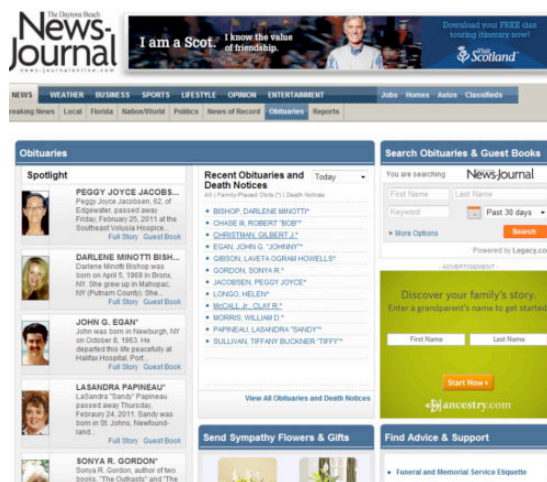 The Daytona Beach
News-
Journal
news-journalonline.com
I am a Scot.
I know the value
of friendship.
Download your FREE clan
touring itinerary now!
Visit
Scotland
NEWS WEATHER BUSINESS SPORTS LIFESTYLE OPINION ENTERTAINMENT Jobs Homes Autos Classifieds
reaking News Local Florida Nation/World Politics News of Record Obituaries Reports
Obituaries
Spotlight
PEGGY JOYCE JACOBS...
Peggy Joyce Jacobsen, 62, of
Edgewater, passed away
Friday, February 25, 2011 at the
Southeast Volusia Hospice...
Full Story Guest Book
DARLENE MINOTTI BISH...
Darlene Minotti Bishop was
born on April 5, 1969 in Bronx,
NY. She grew up in Mahopac,
NY (Putnam County). She...
Full Story Guest Book
JOHN G. EGAN*
John was born in Newburgh, NY
on October 8, 1963. He
departed this life peacefully at
Halifax Hospital, Port...
Full Story Guest Book
LASANDRA PAPINEAU*
LaSandra "Sandy" Papineau
passed away Thursday,
Febraury 24, 2011. Sandy was
born in St. Johns, Newfound-
land...
Full Story Guest Book
SONYA R. GORDON*
Sonya R. Gordon, author of two
books, "The Outkasts" and "The
Recent Obituaries and
Death Notices
Today
All | Family-Placed Obits (*) | Death Notices
BISHOP, DARLENE MINOTTI*
CHASE III, ROBERT "BOB"*
CHRISTMAN, GILBERT J.*
EGAN, JOHN G. "JOHNNY"*
GIBSON, LAVETA OGRAM HOWELLS*
GORDON, SONYA R.*
JACOBSEN, PEGGY JOYCE*
LONGO, HELEN*
McCALL Jr., CLAY R.*
MORRIS, WILLIAM D.*
PAPINEAU, LASANDRA "SANDY"*
SULLIVAN, TIFFANY BUCKNER "TIFFY"*
View All Obituaries and Death Notices
Send Sympathy Flowers & Gifts
Search Obituaries & Guest Books
You are searching News-Journal
First Name Last Name
Keyword Past 30 days
More Options Search
Powered by Legacy.co
- ADVERTISEMENT -
Discover your family's story.
Enter a grandparent's name to get started
First Name Last Name
Start Now
ancestry.com
Find Advice & Support
Funeral and Memorial Service Etiquette